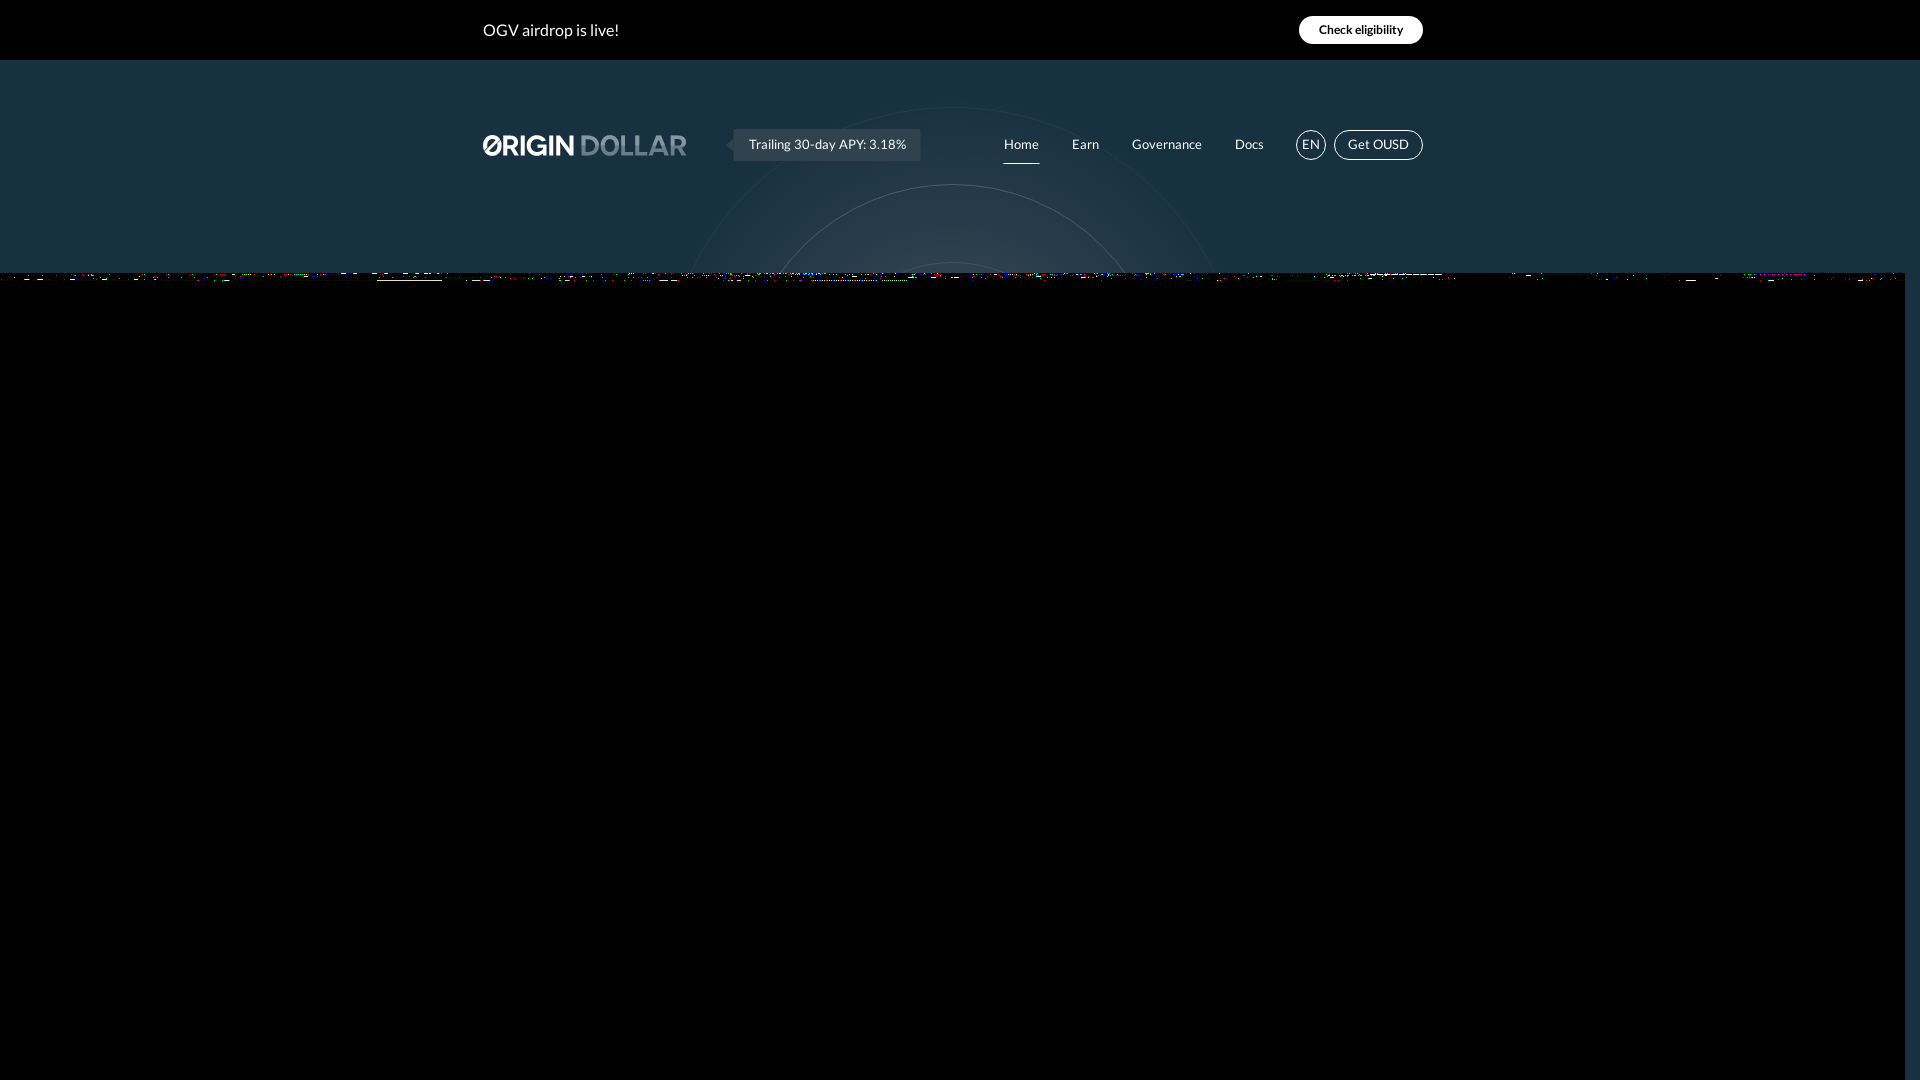 OGV airdrop is live!
Check eligibility
ORIGIN DOLLAR
Trailing 30-day APY: 3.18%
Home
Earn
Governance
Docs
EN
Get OUSD